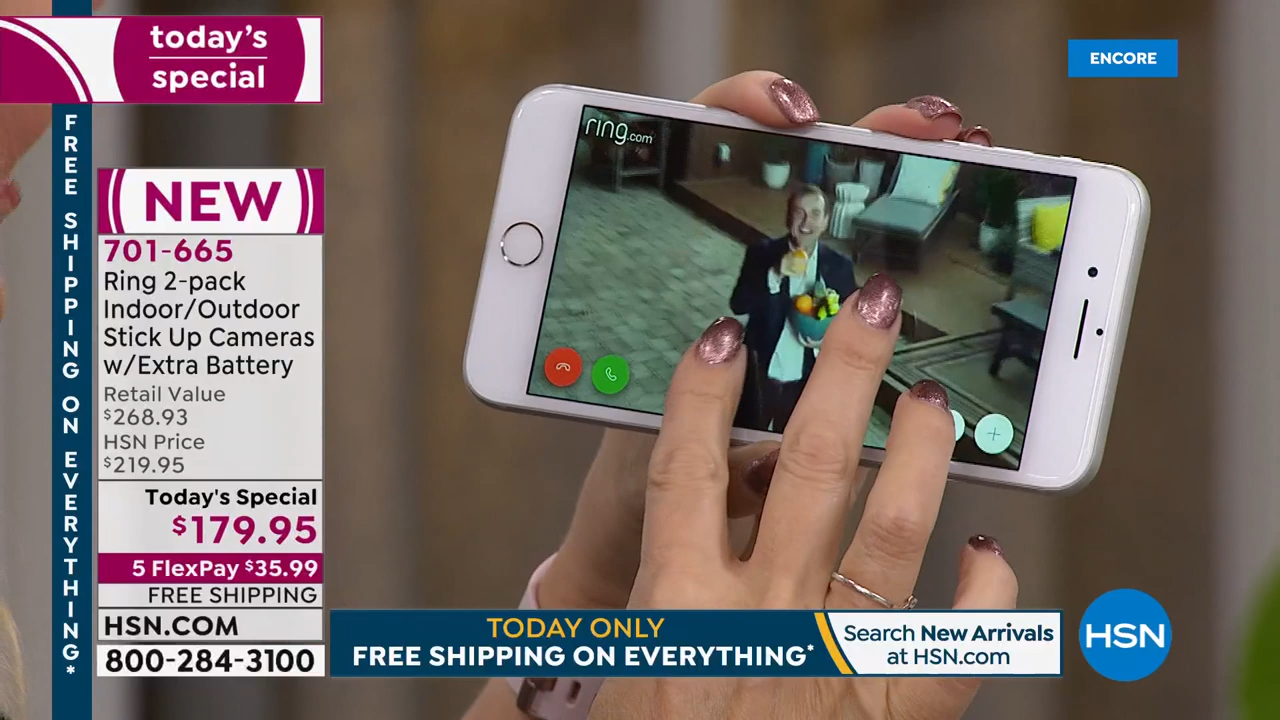 today's
special
ENCORE
FREE SHIPPING ON EVERYTHING*
NEW
701-665
Ring 2-pack
Indoor/Outdoor
Stick Up Cameras
w/Extra Battery
Retail Value
$268.93
HSN Price
$219.95
Today's Special
$179.95
5 FlexPay $35.99
FREE SHIPPING
HSN.COM
800-284-3100
ring.com
TODAY ONLY
FREE SHIPPING ON EVERYTHING*
Search New Arrivals
at HSN.com
HSN